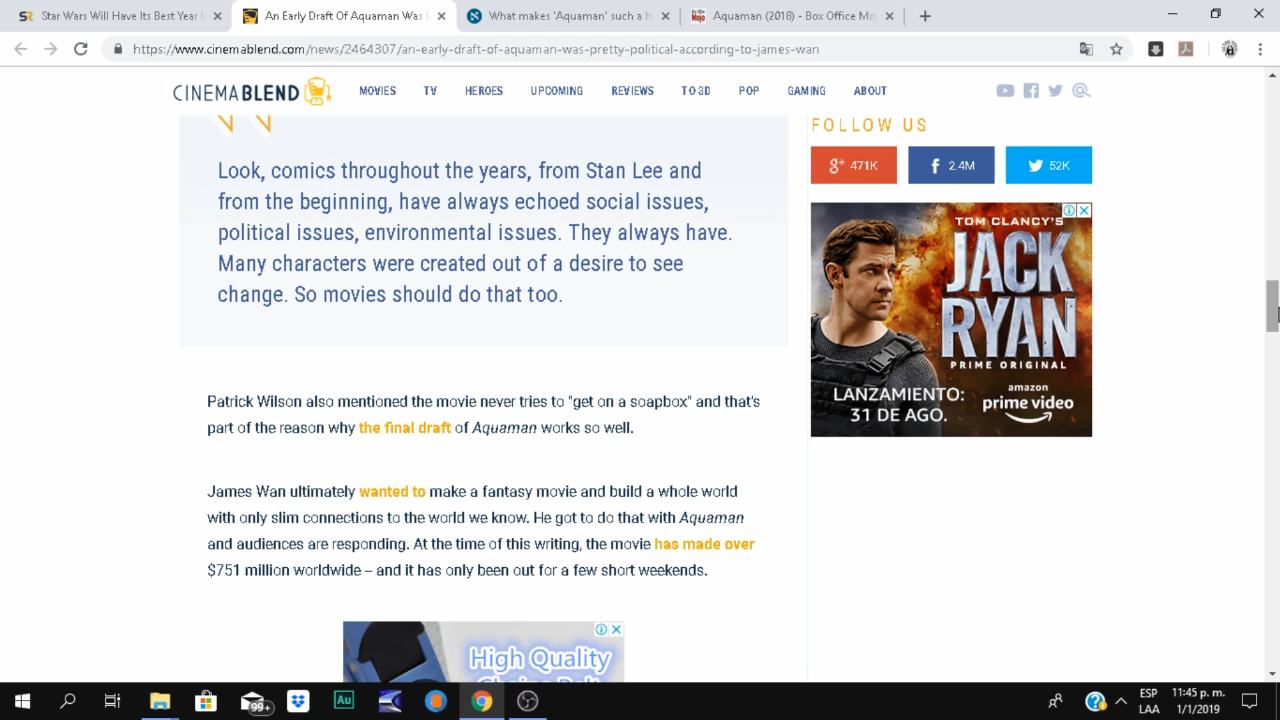 Star Wars Will Have Its Best Year
An Early Draft Of Aquaman Was
What makes 'Aquaman' such a h
Aquaman (2018) - Box Office Mo
https://www.cinemablend.com/news/2464307/an-early-draft-of-aquaman-was-pretty-political-according-to-james-wan
CINEMABLEND
MOVIES TV HEROES UPCOMING REVIEWS TO 3D POP GAMING ABOUT
Look, comics throughout the years, from Stan Lee and
from the beginning, have always echoed social issues,
political issues, environmental issues. They always have.
Many characters were created out of a desire to see
change. So movies should do that too.
Patrick Wilson also mentioned the movie never tries to "get on a soapbox" and that's
part of the reason why the final draft of Aquaman works so well.
James Wan ultimately wanted to make a fantasy movie and build a whole world
with only slim connections to the world we know. He got to do that with Aquaman
and audiences are responding. At the time of this writing, the movie has made over
$751 million worldwide – and it has only been out for a few short weekends.
High Quality
FOLLOW US
g+ 471K
f 2.4M
52K
TOM CLANCY'S
JACK
RYAN
PRIME ORIGINAL
LANZAMIENTO:
31 DE AGO.
amazon
prime video
99+
Au
ESP
LAA
11:45 p. m.
1/1/2019